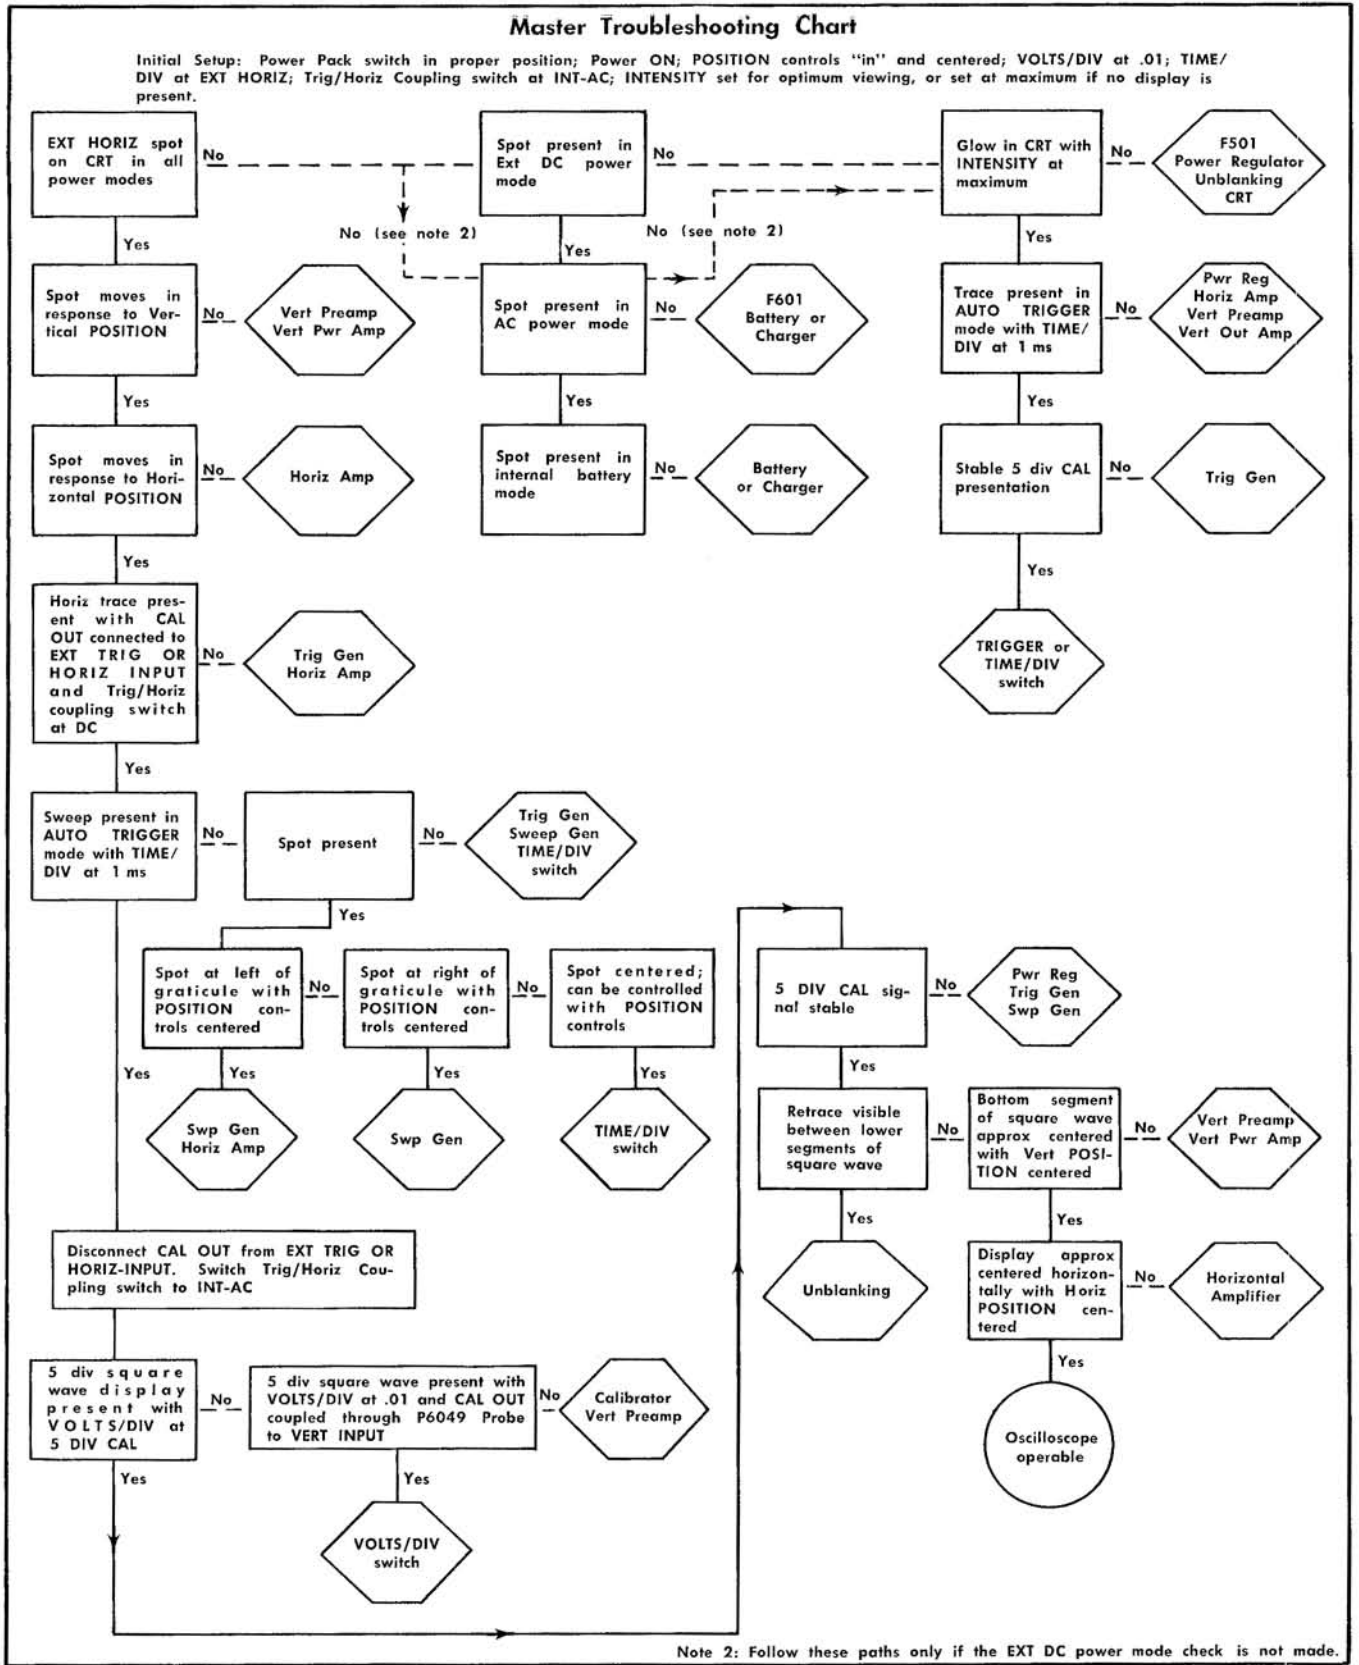 Master Troubleshooting Chart
Initial Setup: Power Pack switch in proper position; Power ON; POSITION controls "in" and centered; VOLTS/DIV at .01; TIME/
DIV at EXT HORIZ; Trig/Horiz Coupling switch at INT-AC; INTENSITY set for optimum viewing, or set at maximum if no display is
present.
EXT HORIZ spot
on CRT in all
power modes
No
Spot present in
Ext DC power
mode
No
Glow in CRT with
INTENSITY at
maximum
No
F501
Power Regulator
Unblanking
CRT
Yes
No (see note 2)
Yes
No (see note 2)
Yes
Spot moves in
response to Ver-
tical POSITION
No
Vert Preamp
Vert Pwr Amp
Spot present in
AC power mode
No
F601
Battery or
Charger
Trace present in
AUTO TRIGGER
mode with TIME/
DIV at 1 ms
No
Pwr Reg
Horiz Amp
Vert Preamp
Vert Out Amp
Yes
Yes
Yes
Spot moves in
response to Hori-
zontal POSITION
No
Horiz Amp
Spot present in
internal battery
mode
No
Battery
or Charger
Stable 5 div CAL
presentation
No
Trig Gen
Yes
Yes
Horiz trace pres-
ent with CAL
OUT connected to
EXT TRIG OR
HORIZ INPUT
and Trig/Horiz
coupling switch
at DC
No
Trig Gen
Horiz Amp
TRIGGER or
TIME/DIV
switch
Yes
Sweep present in
AUTO TRIGGER
mode with TIME/
DIV at 1 ms
No
Spot present
No
Trig Gen
Sweep Gen
TIME/DIV
switch
Yes
Spot at left of
graticule with
POSITION con-
trols centered
No
Spot at right of
graticule with
POSITION con-
trols centered
No
Spot centered;
can be controlled
with POSITION
controls
5 DIV CAL sig-
nal stable
No
Pwr Reg
Trig Gen
Swp Gen
Yes
Yes
Yes
Yes
Yes
Swp Gen
Horiz Amp
Swp Gen
TIME/DIV
switch
Retrace visible
between lower
segments of
square wave
No
Bottom segment
of square wave
approx centered
with Vert POSI-
TION centered
No
Vert Preamp
Vert Pwr Amp
Yes
Yes
Disconnect CAL OUT from EXT TRIG OR
HORIZ-INPUT. Switch Trig/Horiz Cou-
pling switch to INT-AC
Unblanking
Display approx
centered horizon-
tally with Horiz
POSITION cen-
tered
No
Horizontal
Amplifier
Yes
5 div square
wave display
present with
VOLTS/DIV at
5 DIV CAL
No
5 div square wave present with
VOLTS/DIV at .01 and CAL OUT
coupled through P6049 Probe
to VERT INPUT
No
Calibrator
Vert Preamp
Oscilloscope
operable
Yes
Yes
VOLTS/DIV
switch
Note 2: Follow these paths only if the EXT DC power mode check is not made.